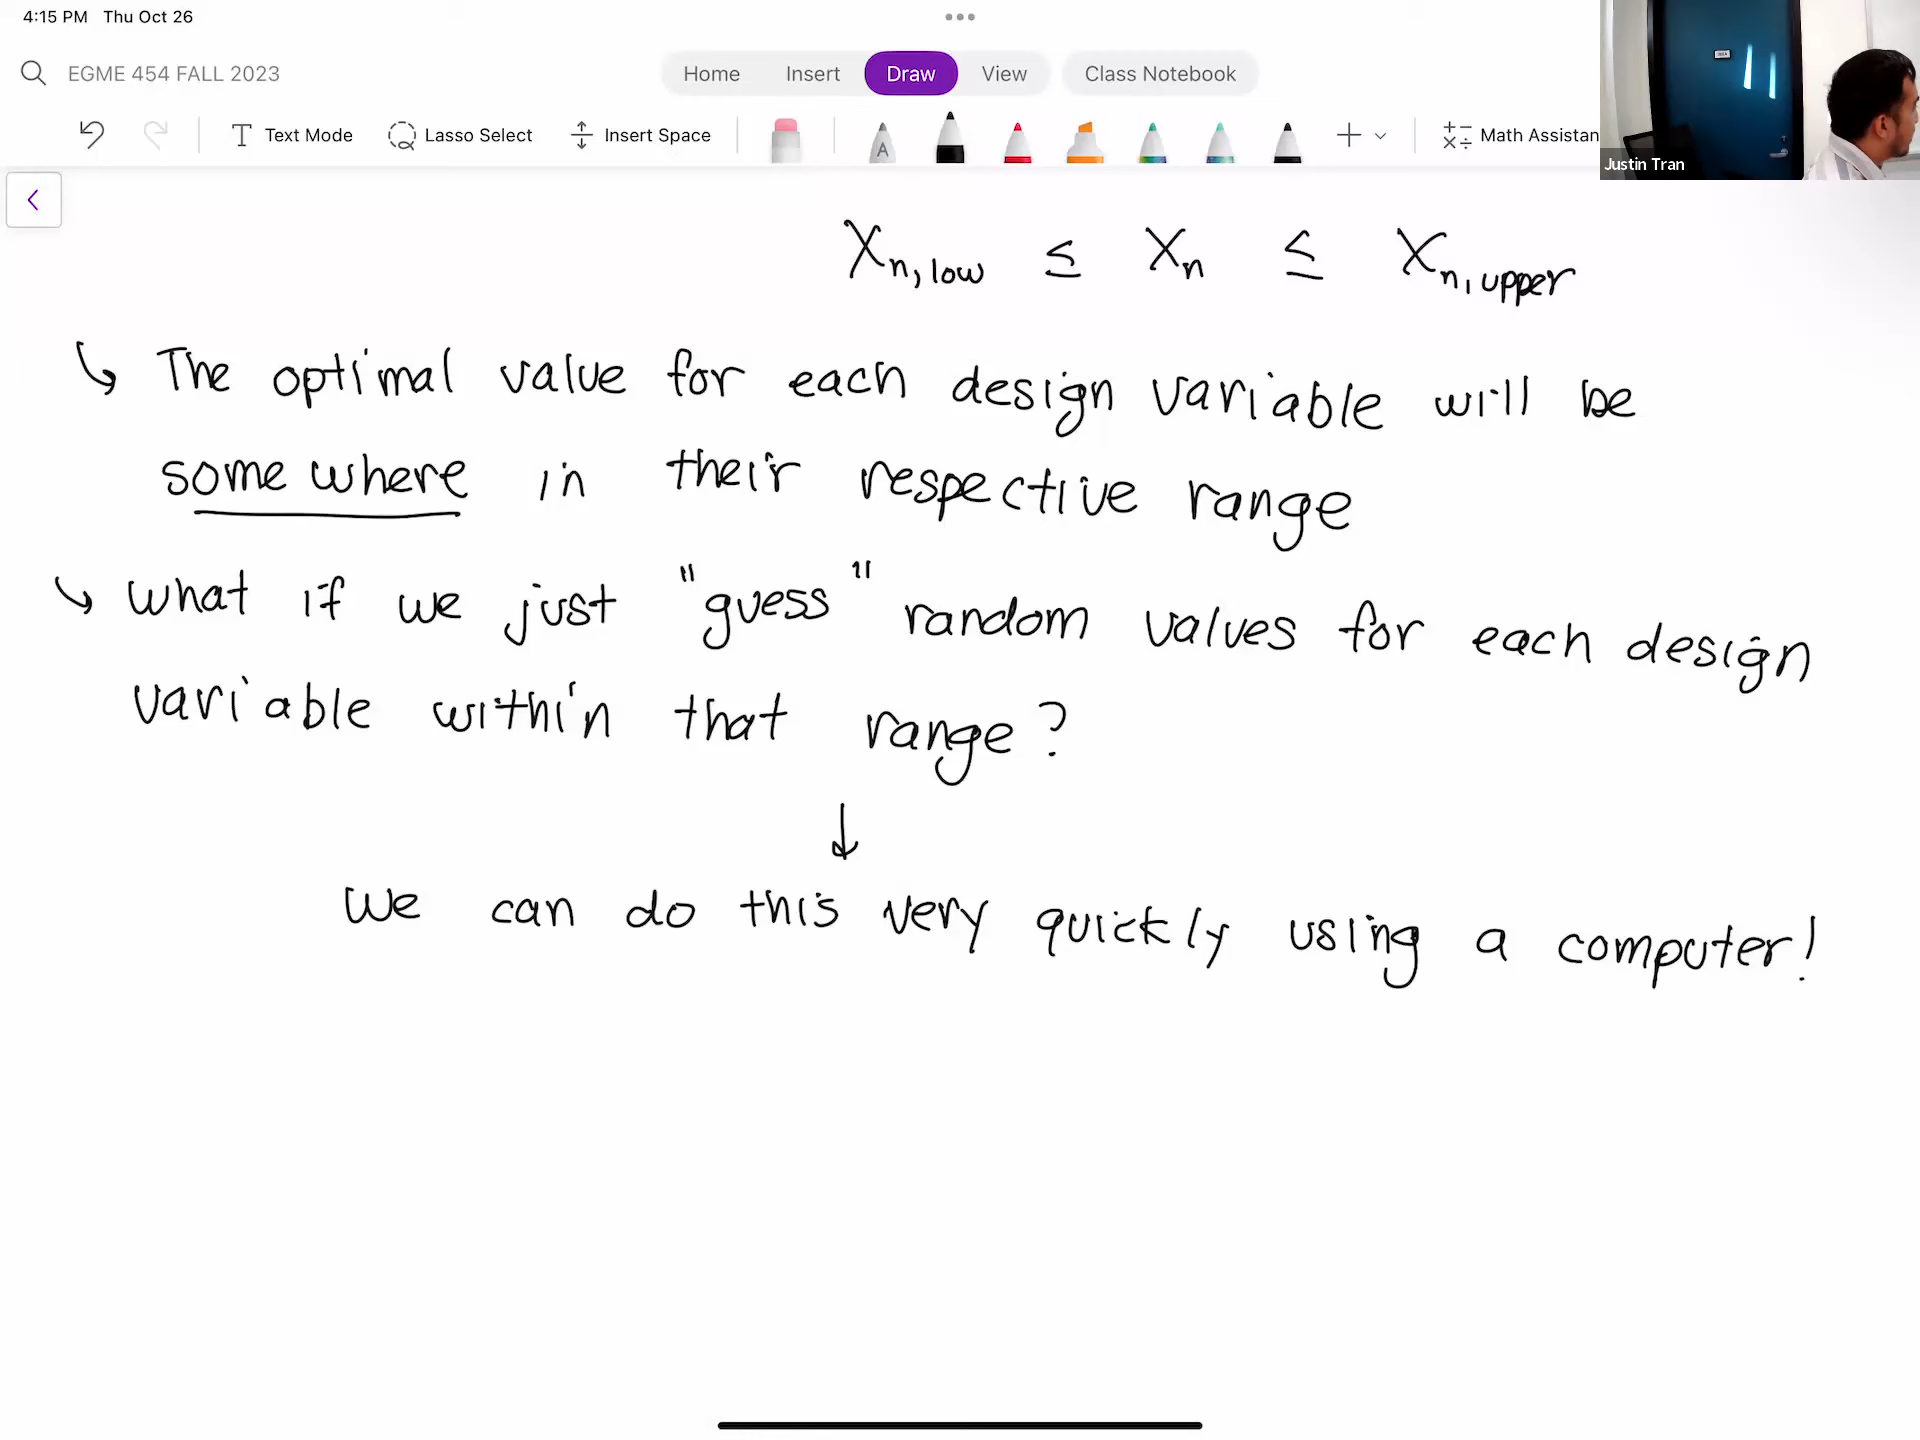 4:15 PM Thu Oct 26
EGME 454 FALL 2023
Home Insert Draw View Class Notebook
Text Mode Lasso Select Insert Space A Math Assistan
Justin Tran
Xn, low ≤ Xn ≤ Xn, upper
↳ The optimal value for each design variable will be
some where in their respective range
↳ What if we just "guess" random values for each design
variable within that range?
↓
We can do this very quickly using a computer!